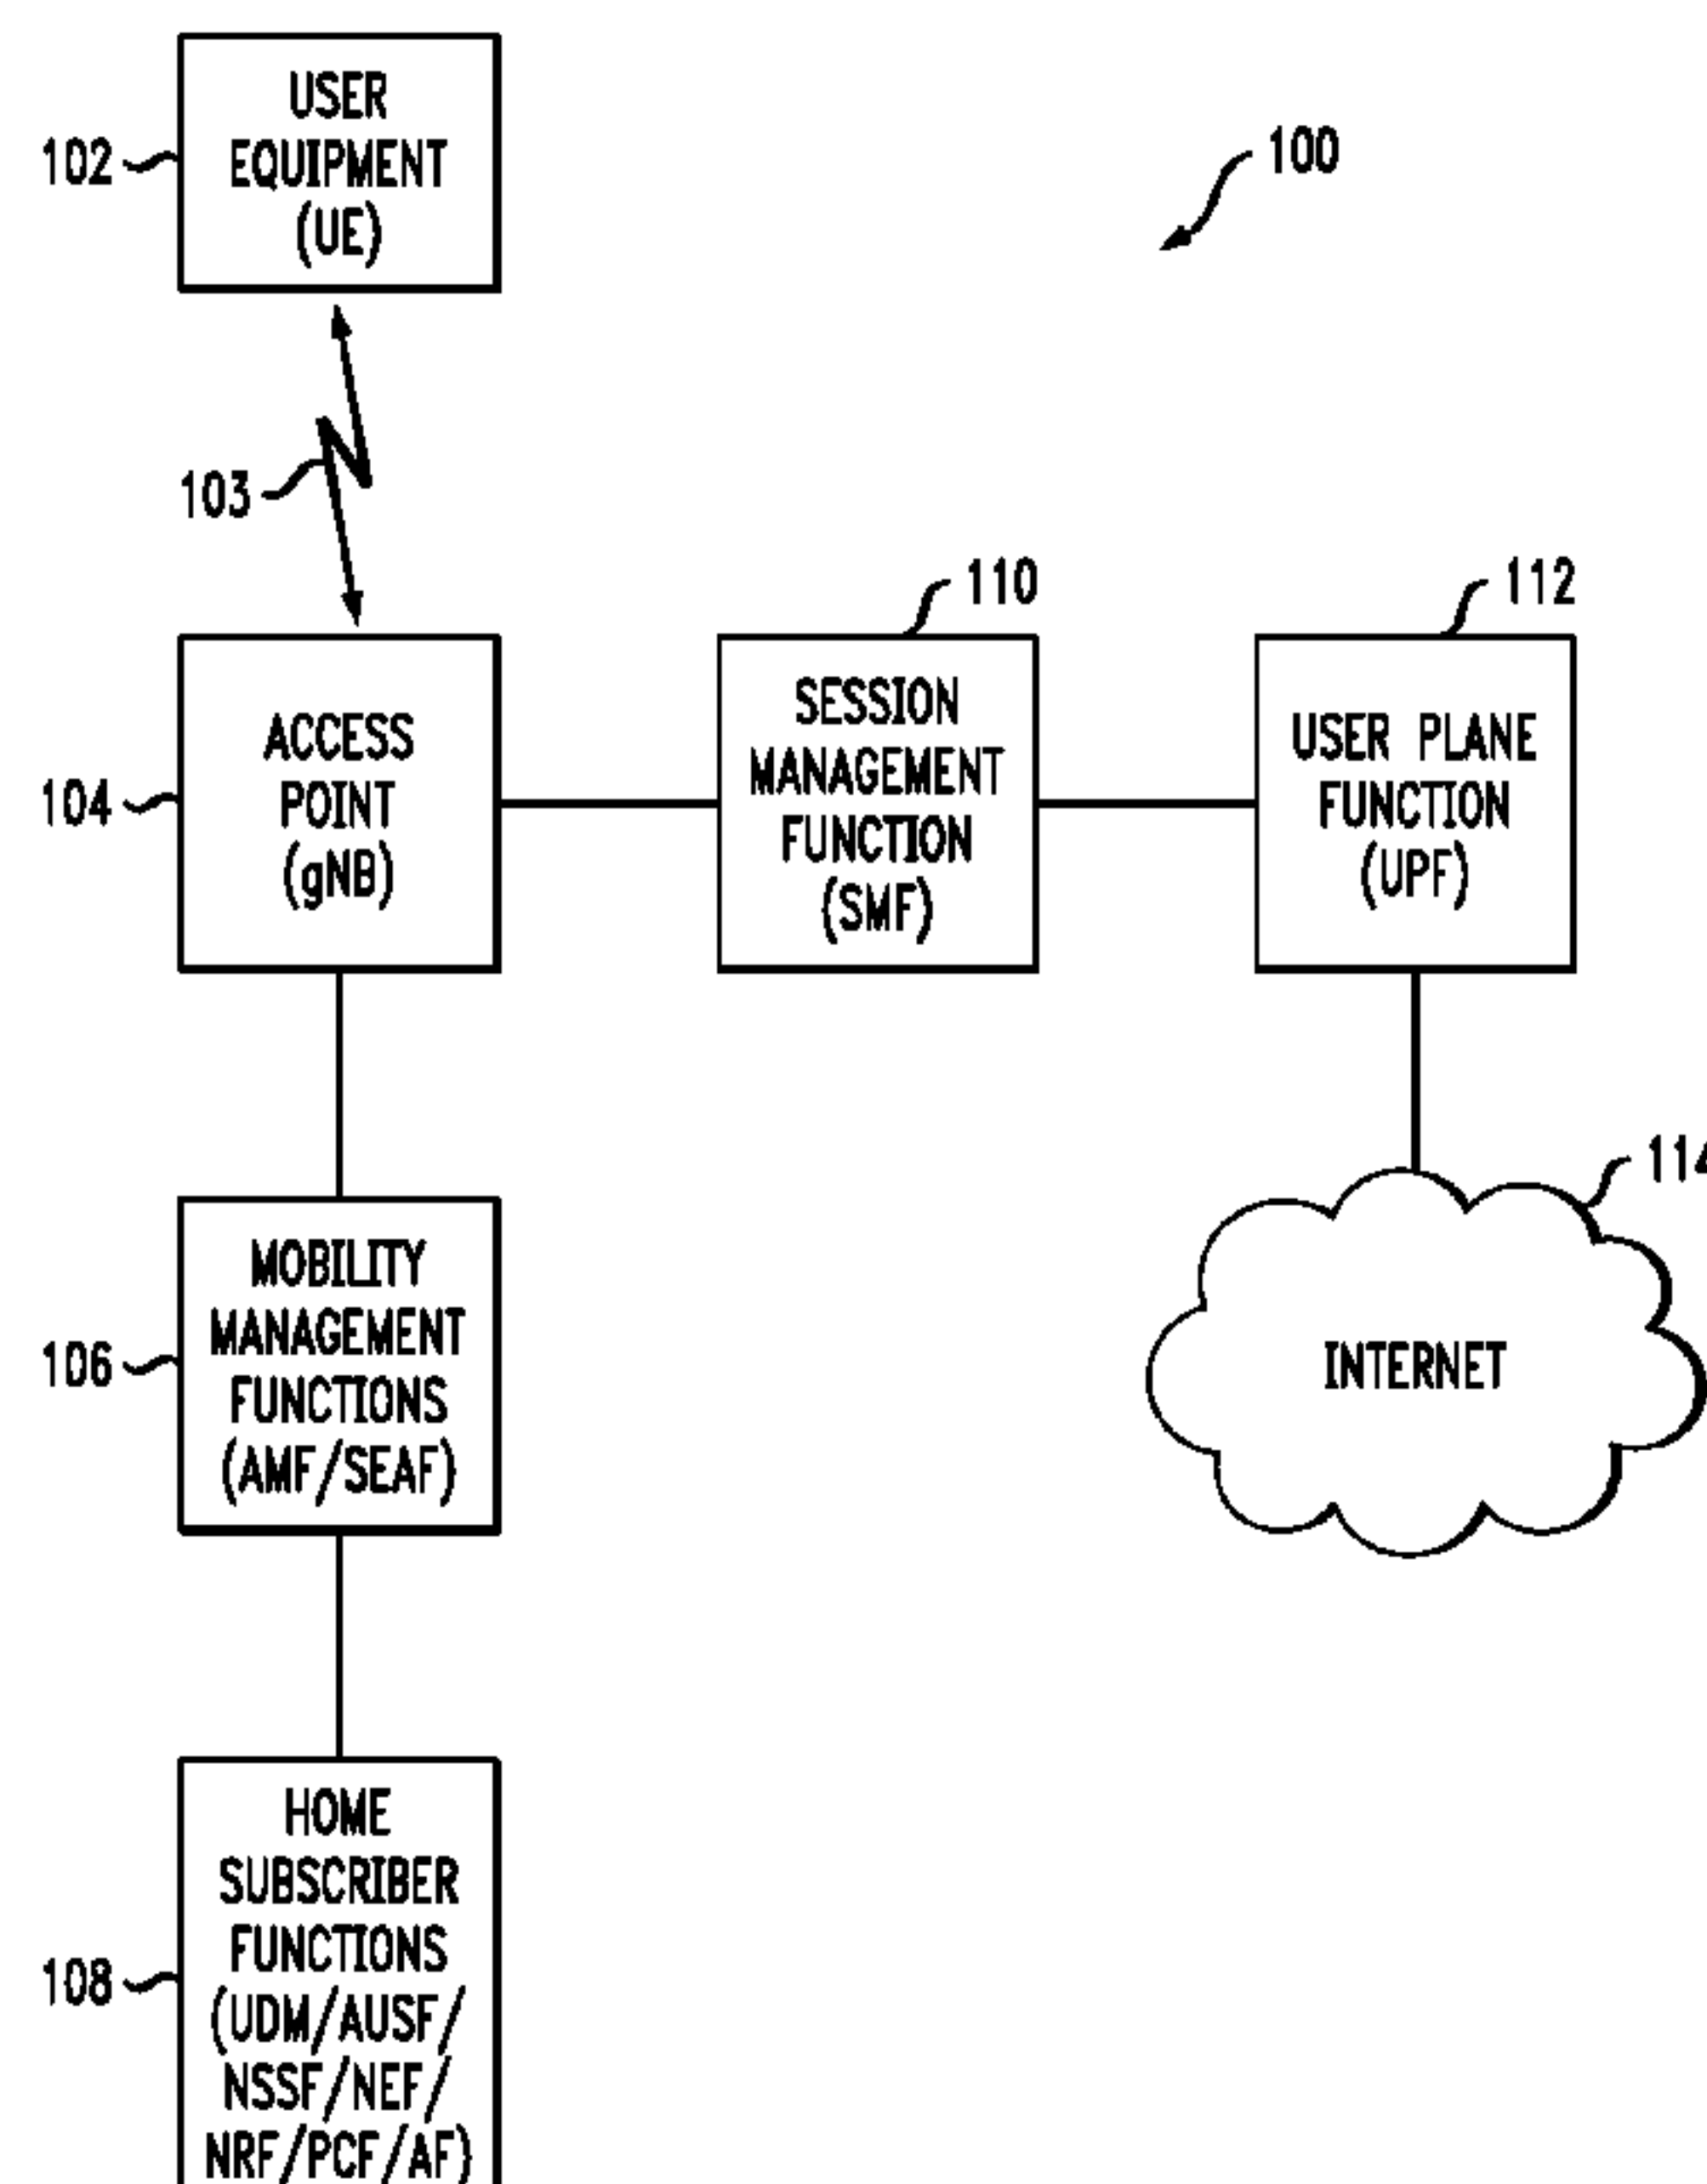 USER
EQUIPMENT
(UE)
102
100
103
110
112
ACCESS
POINT
(gNB)
104
SESSION
MANAGEMENT
FUNCTION
(SMF)
USER PLANE
FUNCTION
(UPF)
114
MOBILITY
MANAGEMENT
FUNCTIONS
(AMF/SEAF)
106
INTERNET
HOME
SUBSCRIBER
FUNCTIONS
(UDM/AUSF/
NSSF/NEF/
NRF/PCF/AF)
108